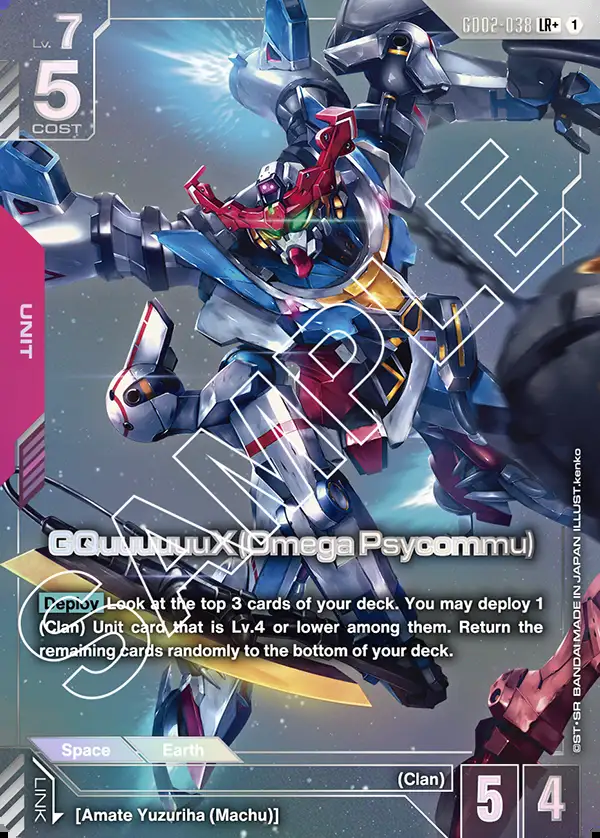 Lv. 7
5
COST
GD02-038 LR+ 1
UNIT
SAMPLE
GQuuuuuuX (Omega Psycommu)
Deploy Look at the top 3 cards of your deck. You may deploy 1
(Clan) Unit card that is Lv.4 or lower among them. Return the
remaining cards randomly to the bottom of your deck.
Space Earth
(Clan)
LINK
[Amate Yuzuriha (Machu)]
5 4
©ST・SR BANDAI MADE IN JAPAN ILLUST.kenko